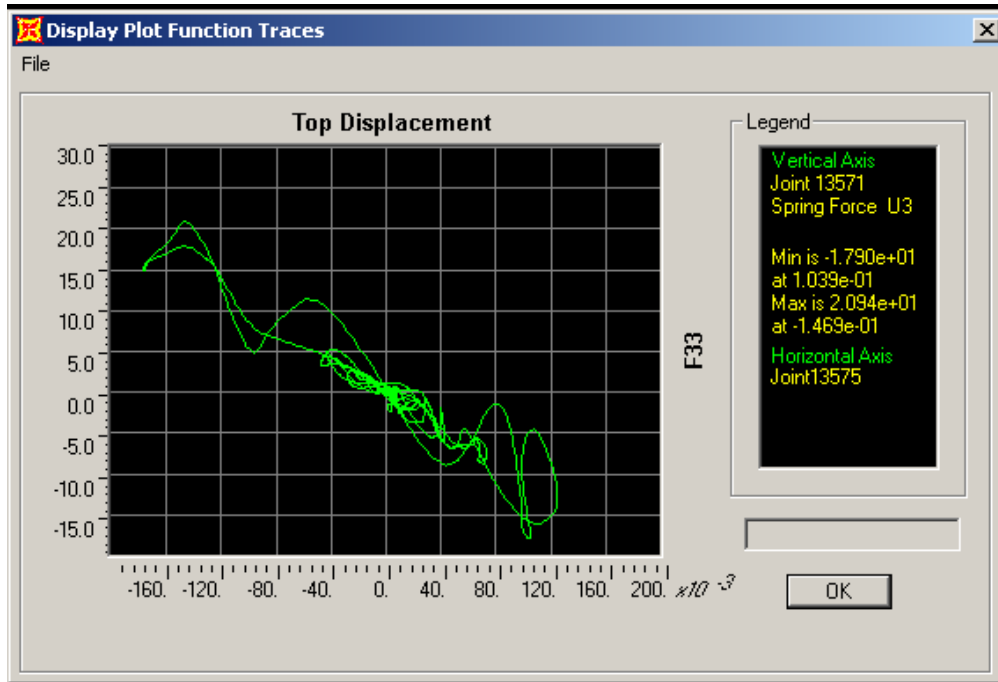 Display Plot Function Traces
File
Top Displacement
30.0
25.0
20.0
15.0
10.0
5.0
0.0
-5.0
-10.0
-15.0
-160. -120. -80. -40. 0. 40. 80. 120. 160. 200. x10 -3
F33
Legend
Vertical Axis
Joint 13571
Spring Force U3
Min is -1.790e+01
at 1.039e-01
Max is 2.094e+01
at -1.469e-01
Horizontal Axis
Joint13575
OK